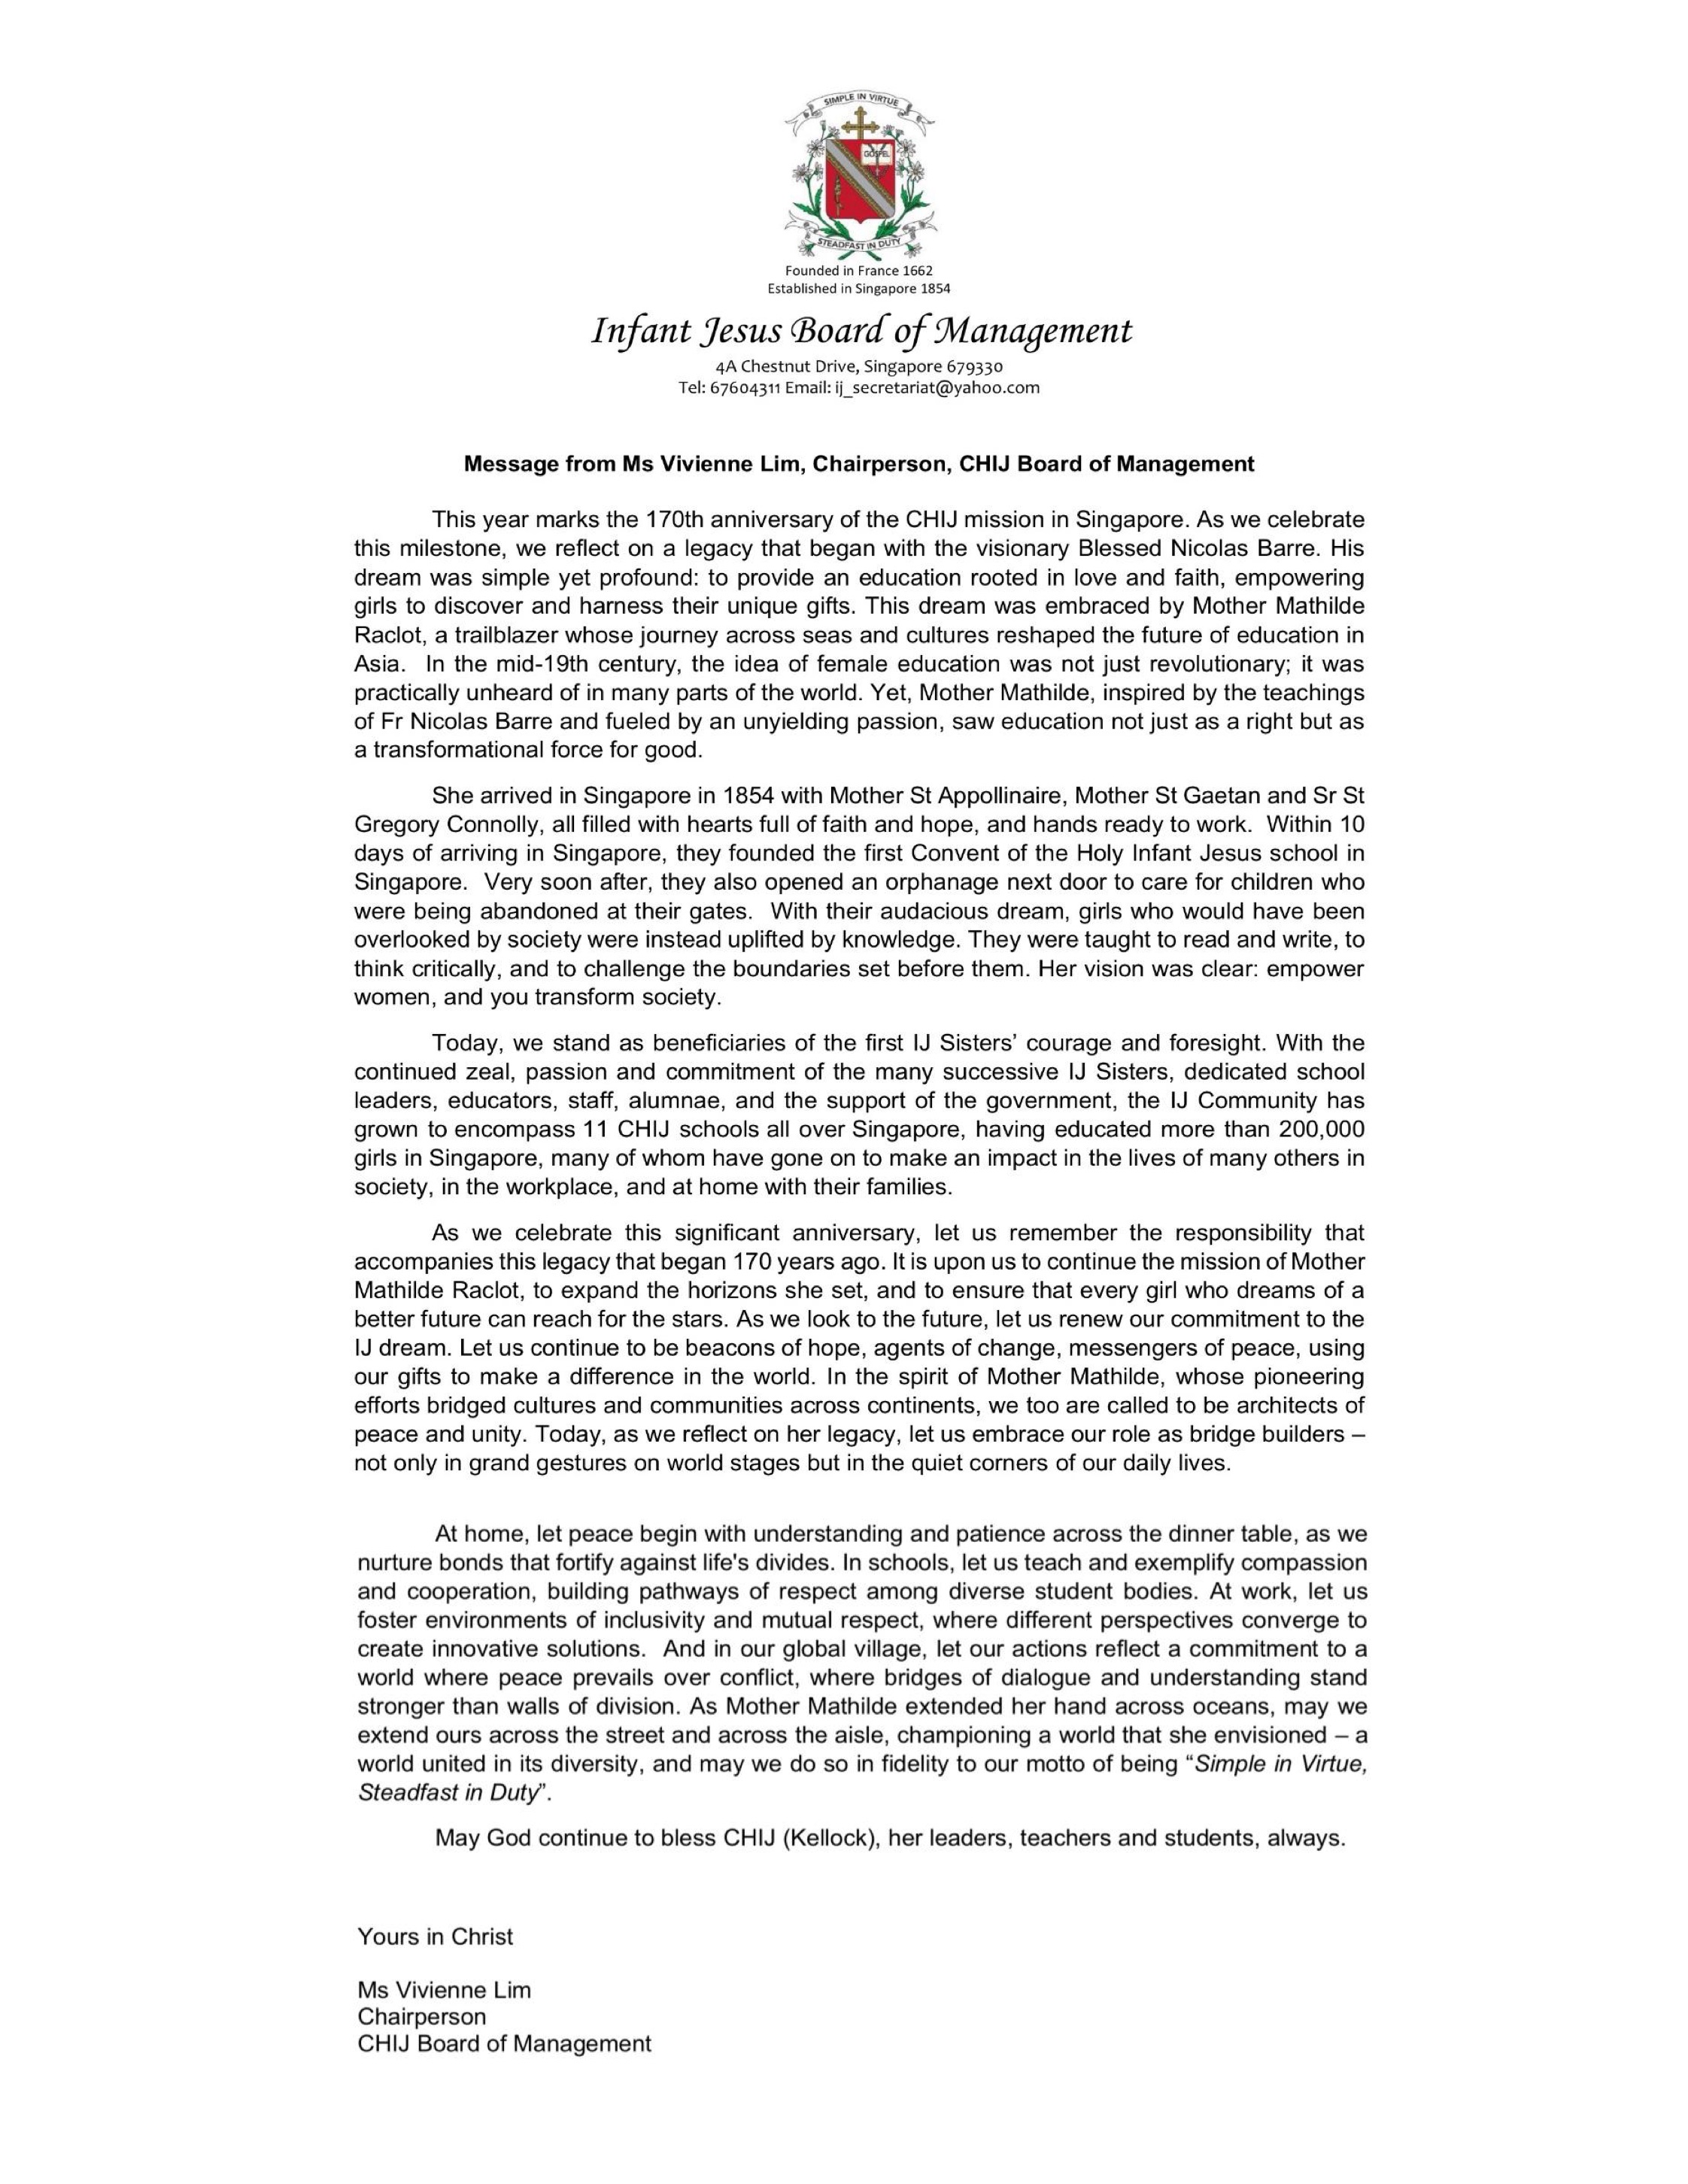 SIMPLE IN VIRTUE
GOSPEL
STEADFAST IN DUTY
Founded in France 1662
Established in Singapore 1854
Infant Jesus Board of Management
4A Chestnut Drive, Singapore 679330
Tel: 67604311 Email: ij_secretariat@yahoo.com
Message from Ms Vivienne Lim, Chairperson, CHIJ Board of Management
This year marks the 170th anniversary of the CHIJ mission in Singapore. As we celebrate
this milestone, we reflect on a legacy that began with the visionary Blessed Nicolas Barre. His
dream was simple yet profound: to provide an education rooted in love and faith, empowering
girls to discover and harness their unique gifts. This dream was embraced by Mother Mathilde
Raclot, a trailblazer whose journey across seas and cultures reshaped the future of education in
Asia.  In the mid-19th century, the idea of female education was not just revolutionary; it was
practically unheard of in many parts of the world. Yet, Mother Mathilde, inspired by the teachings
of Fr Nicolas Barre and fueled by an unyielding passion, saw education not just as a right but as
a transformational force for good.
She arrived in Singapore in 1854 with Mother St Appollinaire, Mother St Gaetan and Sr St
Gregory Connolly, all filled with hearts full of faith and hope, and hands ready to work.  Within 10
days of arriving in Singapore, they founded the first Convent of the Holy Infant Jesus school in
Singapore.  Very soon after, they also opened an orphanage next door to care for children who
were being abandoned at their gates.  With their audacious dream, girls who would have been
overlooked by society were instead uplifted by knowledge. They were taught to read and write, to
think critically, and to challenge the boundaries set before them. Her vision was clear: empower
women, and you transform society.
Today, we stand as beneficiaries of the first IJ Sisters’ courage and foresight. With the
continued zeal, passion and commitment of the many successive IJ Sisters, dedicated school
leaders, educators, staff, alumnae, and the support of the government, the IJ Community has
grown to encompass 11 CHIJ schools all over Singapore, having educated more than 200,000
girls in Singapore, many of whom have gone on to make an impact in the lives of many others in
society, in the workplace, and at home with their families.
As we celebrate this significant anniversary, let us remember the responsibility that
accompanies this legacy that began 170 years ago. It is upon us to continue the mission of Mother
Mathilde Raclot, to expand the horizons she set, and to ensure that every girl who dreams of a
better future can reach for the stars. As we look to the future, let us renew our commitment to the
IJ dream. Let us continue to be beacons of hope, agents of change, messengers of peace, using
our gifts to make a difference in the world. In the spirit of Mother Mathilde, whose pioneering
efforts bridged cultures and communities across continents, we too are called to be architects of
peace and unity. Today, as we reflect on her legacy, let us embrace our role as bridge builders –
not only in grand gestures on world stages but in the quiet corners of our daily lives.
At home, let peace begin with understanding and patience across the dinner table, as we
nurture bonds that fortify against life's divides. In schools, let us teach and exemplify compassion
and cooperation, building pathways of respect among diverse student bodies. At work, let us
foster environments of inclusivity and mutual respect, where different perspectives converge to
create innovative solutions.  And in our global village, let our actions reflect a commitment to a
world where peace prevails over conflict, where bridges of dialogue and understanding stand
stronger than walls of division. As Mother Mathilde extended her hand across oceans, may we
extend ours across the street and across the aisle, championing a world that she envisioned – a
world united in its diversity, and may we do so in fidelity to our motto of being “Simple in Virtue,
Steadfast in Duty”.
May God continue to bless CHIJ (Kellock), her leaders, teachers and students, always.
Yours in Christ
Ms Vivienne Lim
Chairperson
CHIJ Board of Management